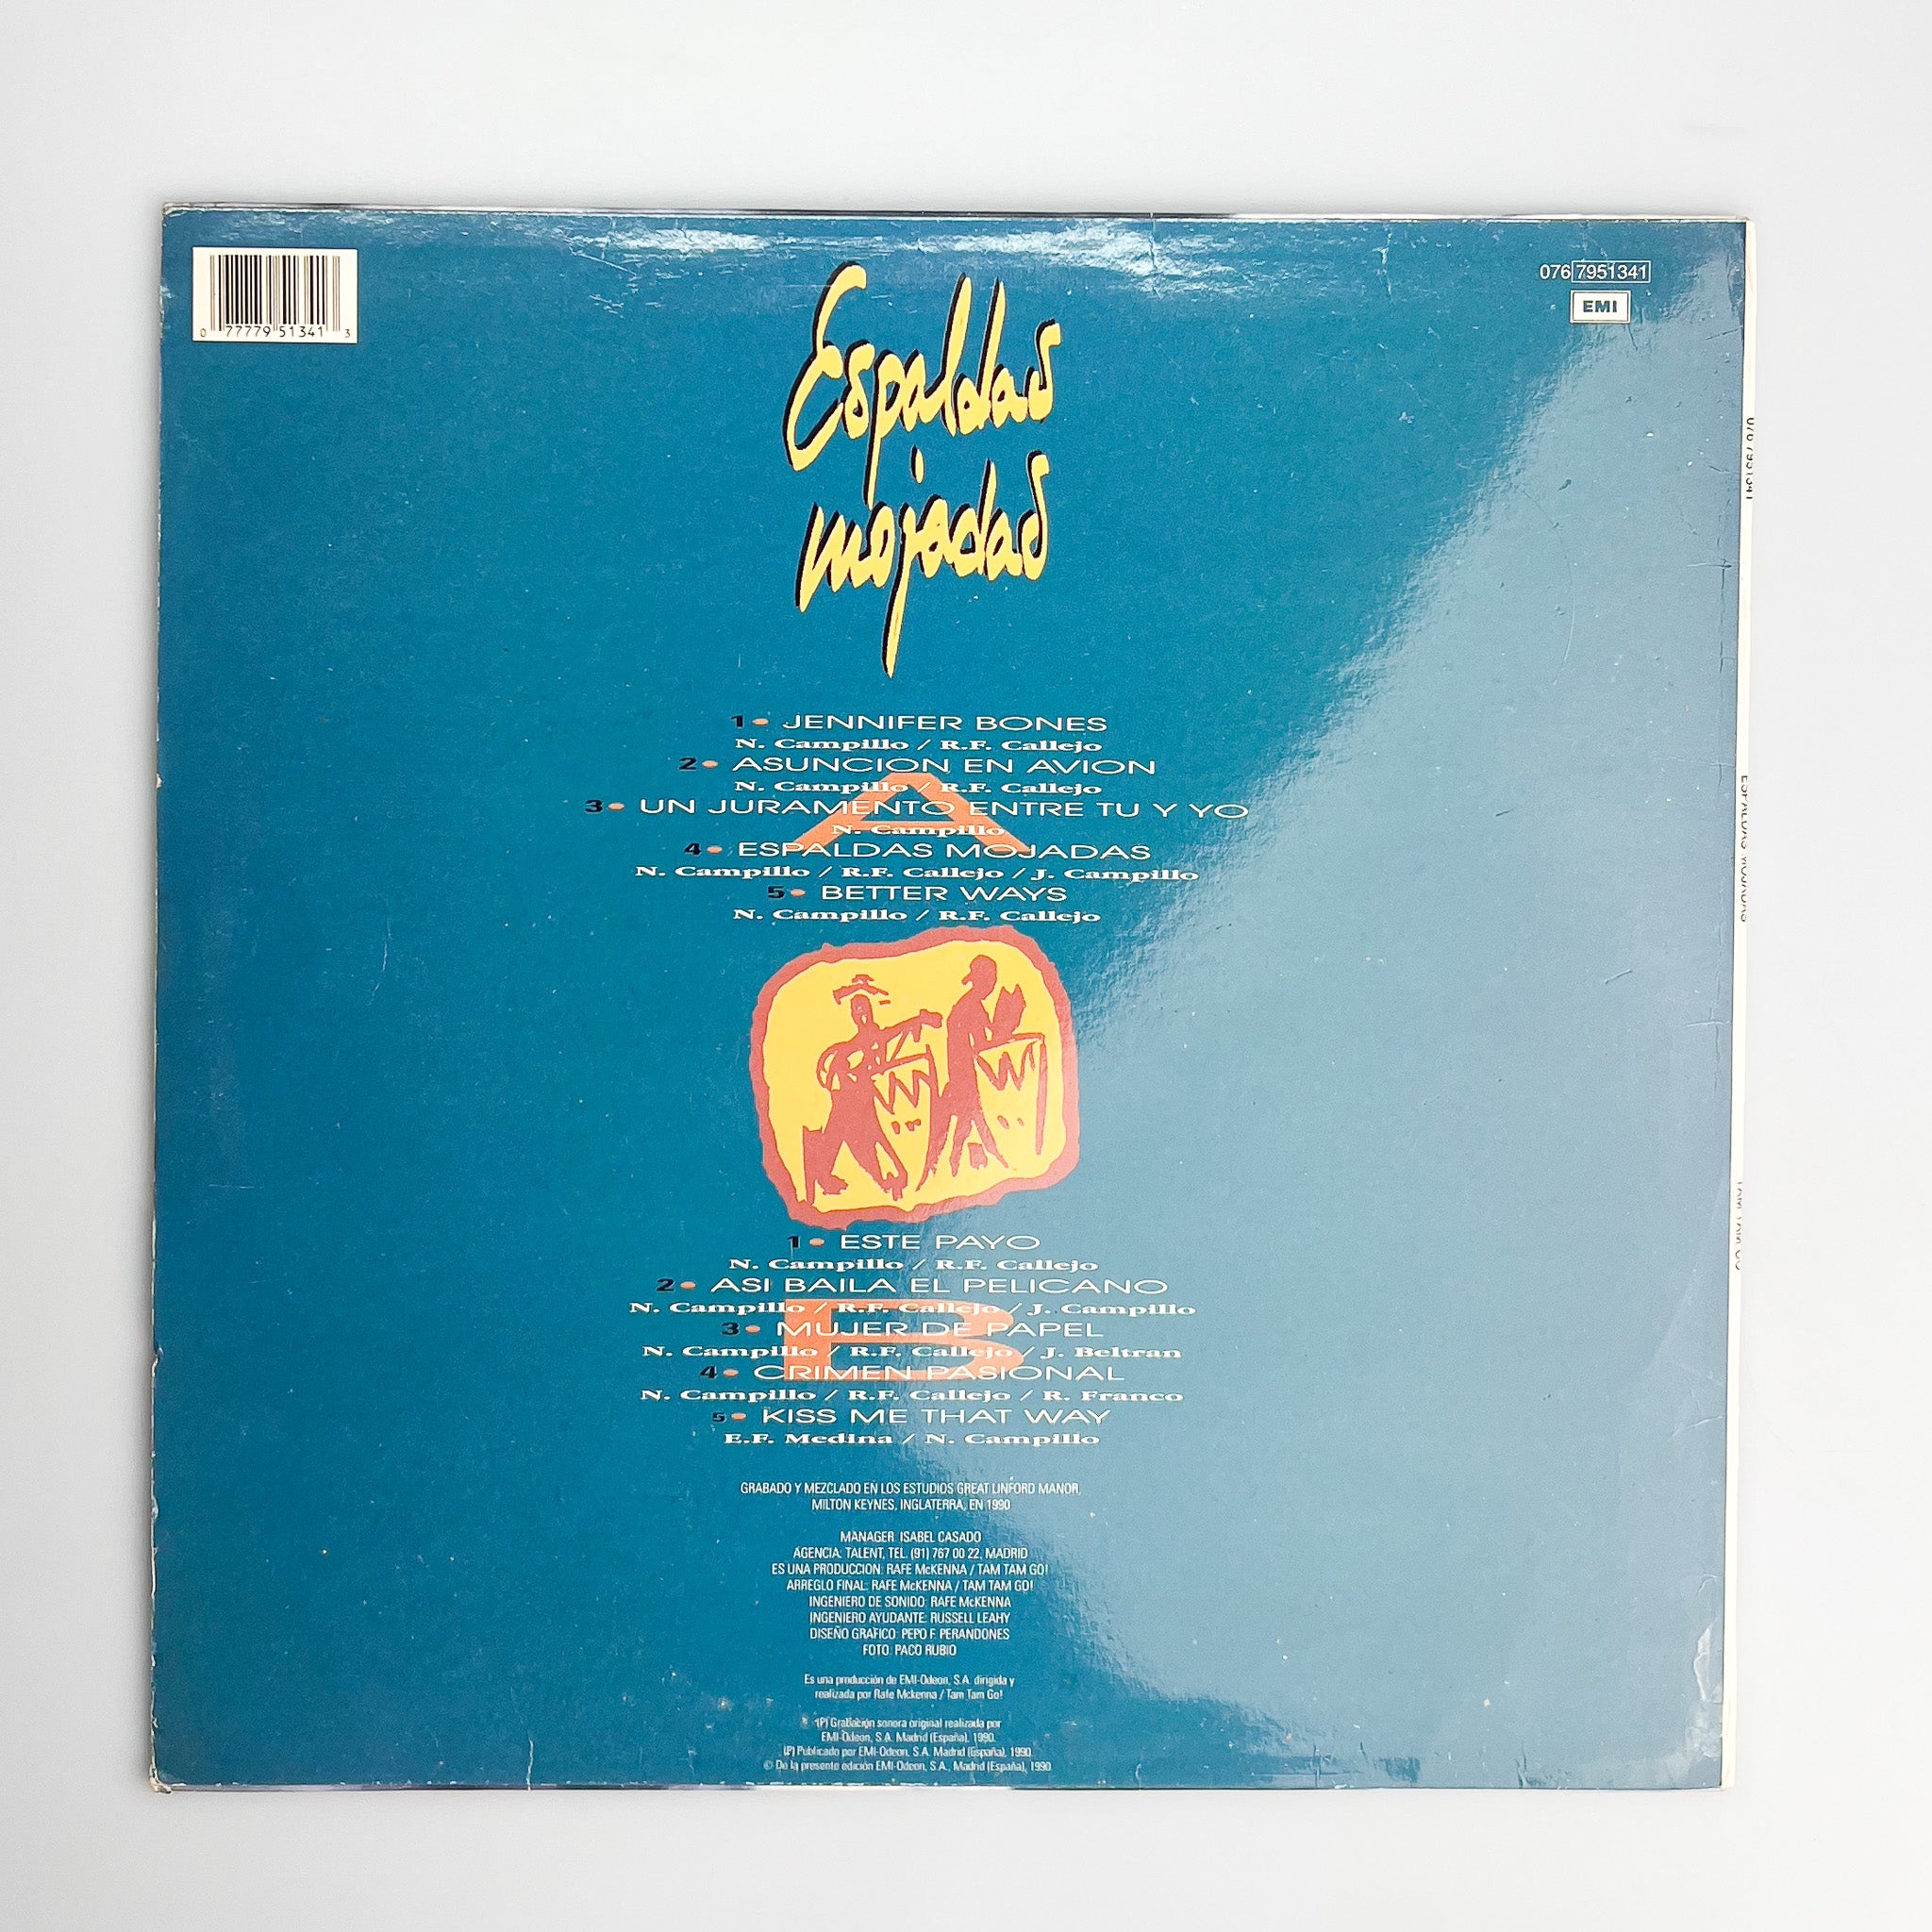 0 77779 51341 3
076 7951341
EMI
Espaldas
mojadas
1• JENNIFER BONES
N. Campillo / R.F. Callejo
2• ASUNCION EN AVION
N. Campillo / R.F. Callejo
3• UN JURAMENTO ENTRE TU Y YO
N. Campillo
4• ESPALDAS MOJADAS
N. Campillo / R.F. Callejo / J. Campillo
5• BETTER WAYS
N. Campillo / R.F. Callejo
A
1• ESTE PAYO
N. Campillo / R.F. Callejo
2• ASI BAILA EL PELICANO
N. Campillo / R.F. Callejo / J. Campillo
3• MUJER DE PAPEL
N. Campillo / R.F. Callejo / J. Beltran
4• CRIMEN PASIONAL
N. Campillo / R.F. Callejo / R. Franco
5• KISS ME THAT WAY
E.F. Medina / N. Campillo
B
GRABADO Y MEZCLADO EN LOS ESTUDIOS GREAT LINFORD MANOR,
MILTON KEYNES, INGLATERRA, EN 1990
MANAGER: ISABEL CASADO
AGENCIA: TALENT, TEL. (91) 767 00 22, MADRID
ES UNA PRODUCCION: RAFE McKENNA / TAM TAM GO!
ARREGLO FINAL: RAFE McKENNA / TAM TAM GO!
INGENIERO DE SONIDO: RAFE McKENNA
INGENIERO AYUDANTE: RUSSELL LEAHY
DISEÑO GRAFICO: PEPO F. PERANDONES
FOTO: PACO RUBIO
Es una producción de EMI-Odeon, S.A. dirigida y
realizada por Rafe Mckenna / Tam Tam Go!
(P) Grabación sonora original realizada por
EMI-Odeon, S.A. Madrid (España), 1990.
(P) Publicado por EMI-Odeon, S.A. Madrid (España), 1990
© De la presente edición EMI-Odeon, S.A., Madrid (España), 1990
076 7951341
ESPALDAS MOJADAS
TAM TAM GO